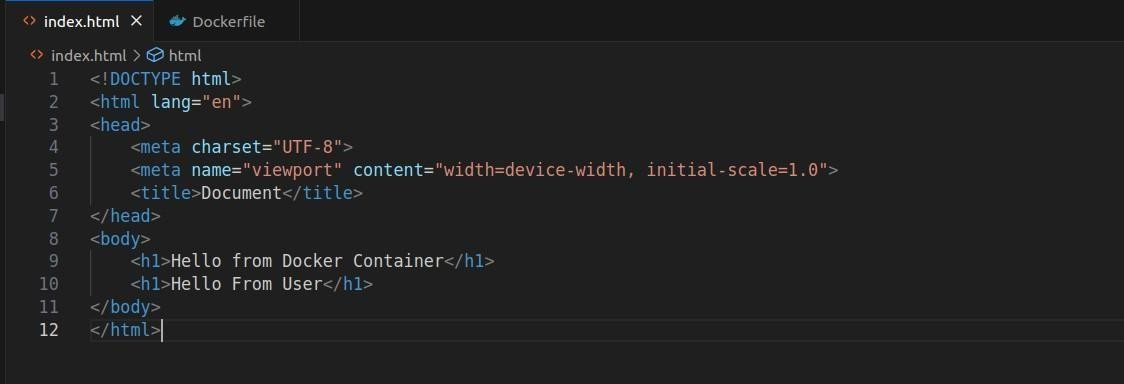 index.html Dockerfile
index.html > html
1 <!DOCTYPE html>
2 <html lang="en">
3 <head>
4     <meta charset="UTF-8">
5     <meta name="viewport" content="width=device-width, initial-scale=1.0">
6     <title>Document</title>
7 </head>
8 <body>
9     <h1>Hello from Docker Container</h1>
10     <h1>Hello From User</h1>
11 </body>
12 </html>